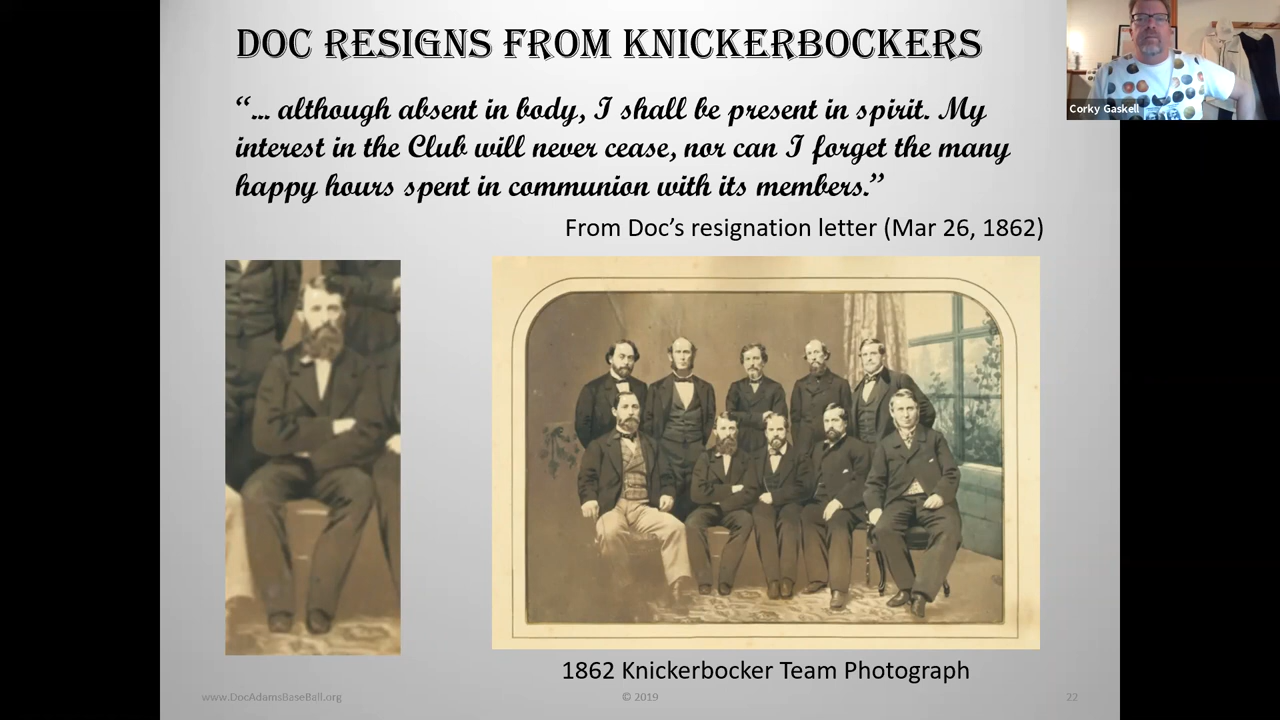 DOC RESIGNS FROM KNICKERBOCKERS
“... although absent in body, I shall be present in spirit. My
interest in the Club will never cease, nor can I forget the many
happy hours spent in communion with its members.”
From Doc’s resignation letter (Mar 26, 1862)
1862 Knickerbocker Team Photograph
www.DocAdamsBaseBall.org
© 2019
22
Corky Gaskell